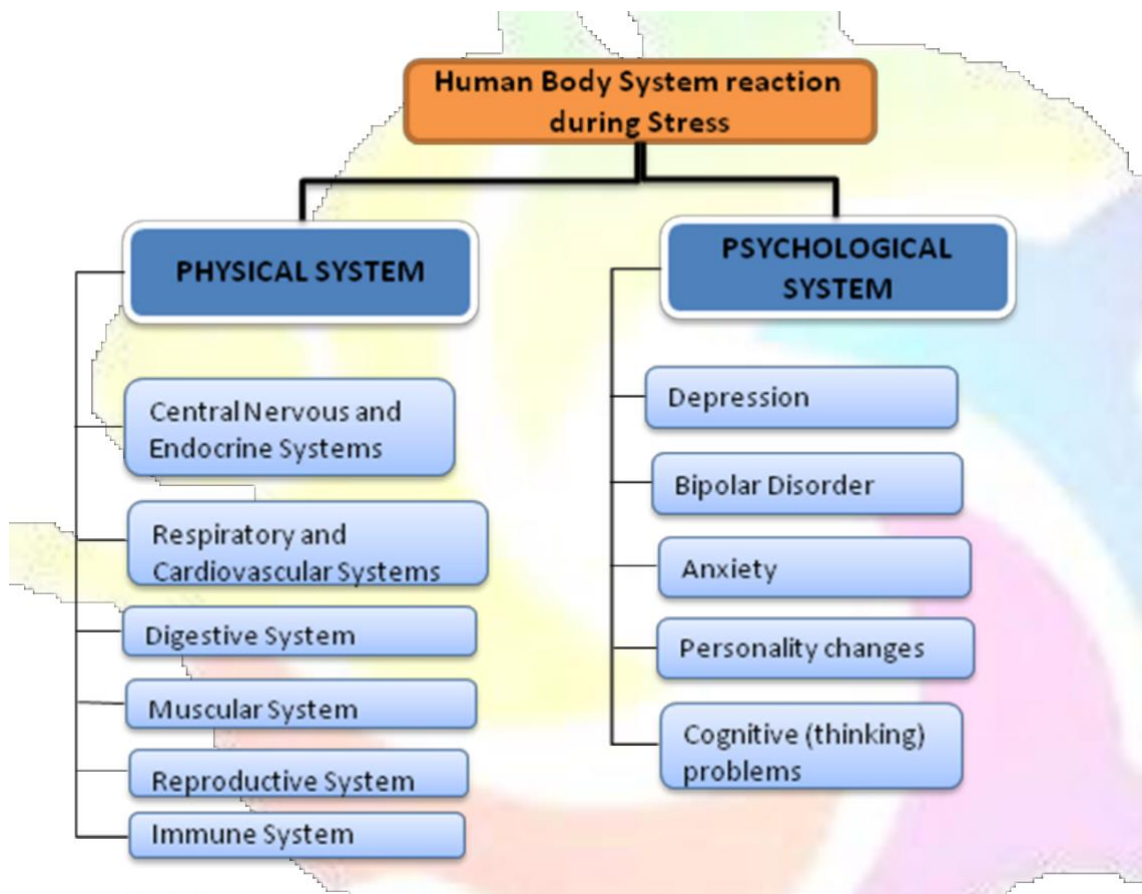 Human Body System reaction
during Stress
PHYSICAL SYSTEM
Central Nervous and
Endocrine Systems
Respiratory and
Cardiovascular Systems
Digestive System
Muscular System
Reproductive System
Immune System
PSYCHOLOGICAL
SYSTEM
Depression
Bipolar Disorder
Anxiety
Personality changes
Cognitive (thinking)
problems